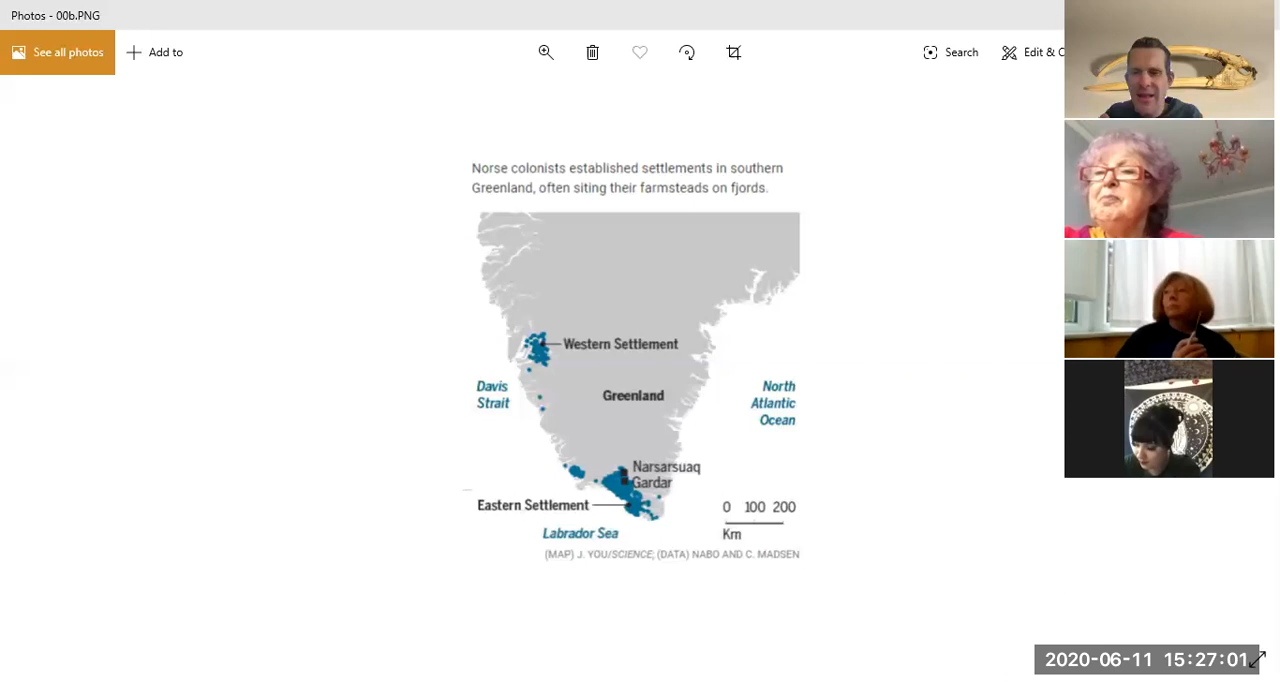 Photos - 00b.PNG
See all photos
Add to
Search
Edit & C
Norse colonists established settlements in southern
Greenland, often siting their farmsteads on fjords.
Western Settlement
Davis
Strait
Greenland
North
Atlantic
Ocean
Narsarsuaq
Gardar
Eastern Settlement
0 100 200
Km
Labrador Sea
(MAP) J. YOU/SCIENCE; (DATA) NABO AND C. MADSEN
2020-06-11 15:27:01